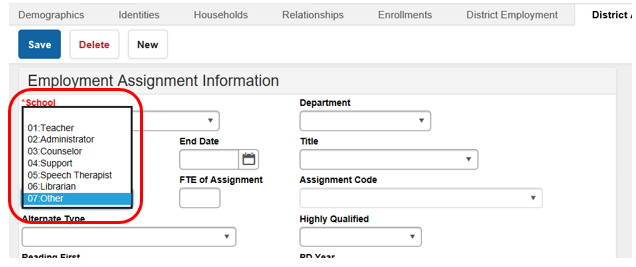 Demographics Identities Households Relationships Enrollments District Employment District
Save Delete New
Employment Assignment Information
*School Department
01:Teacher
02:Administrator
03:Counselor
04:Support
05:Speech Therapist
06:Librarian
07:Other
End Date Title
FTE of Assignment Assignment Code
Alternate Type Highly Qualified
Reading First PD Year